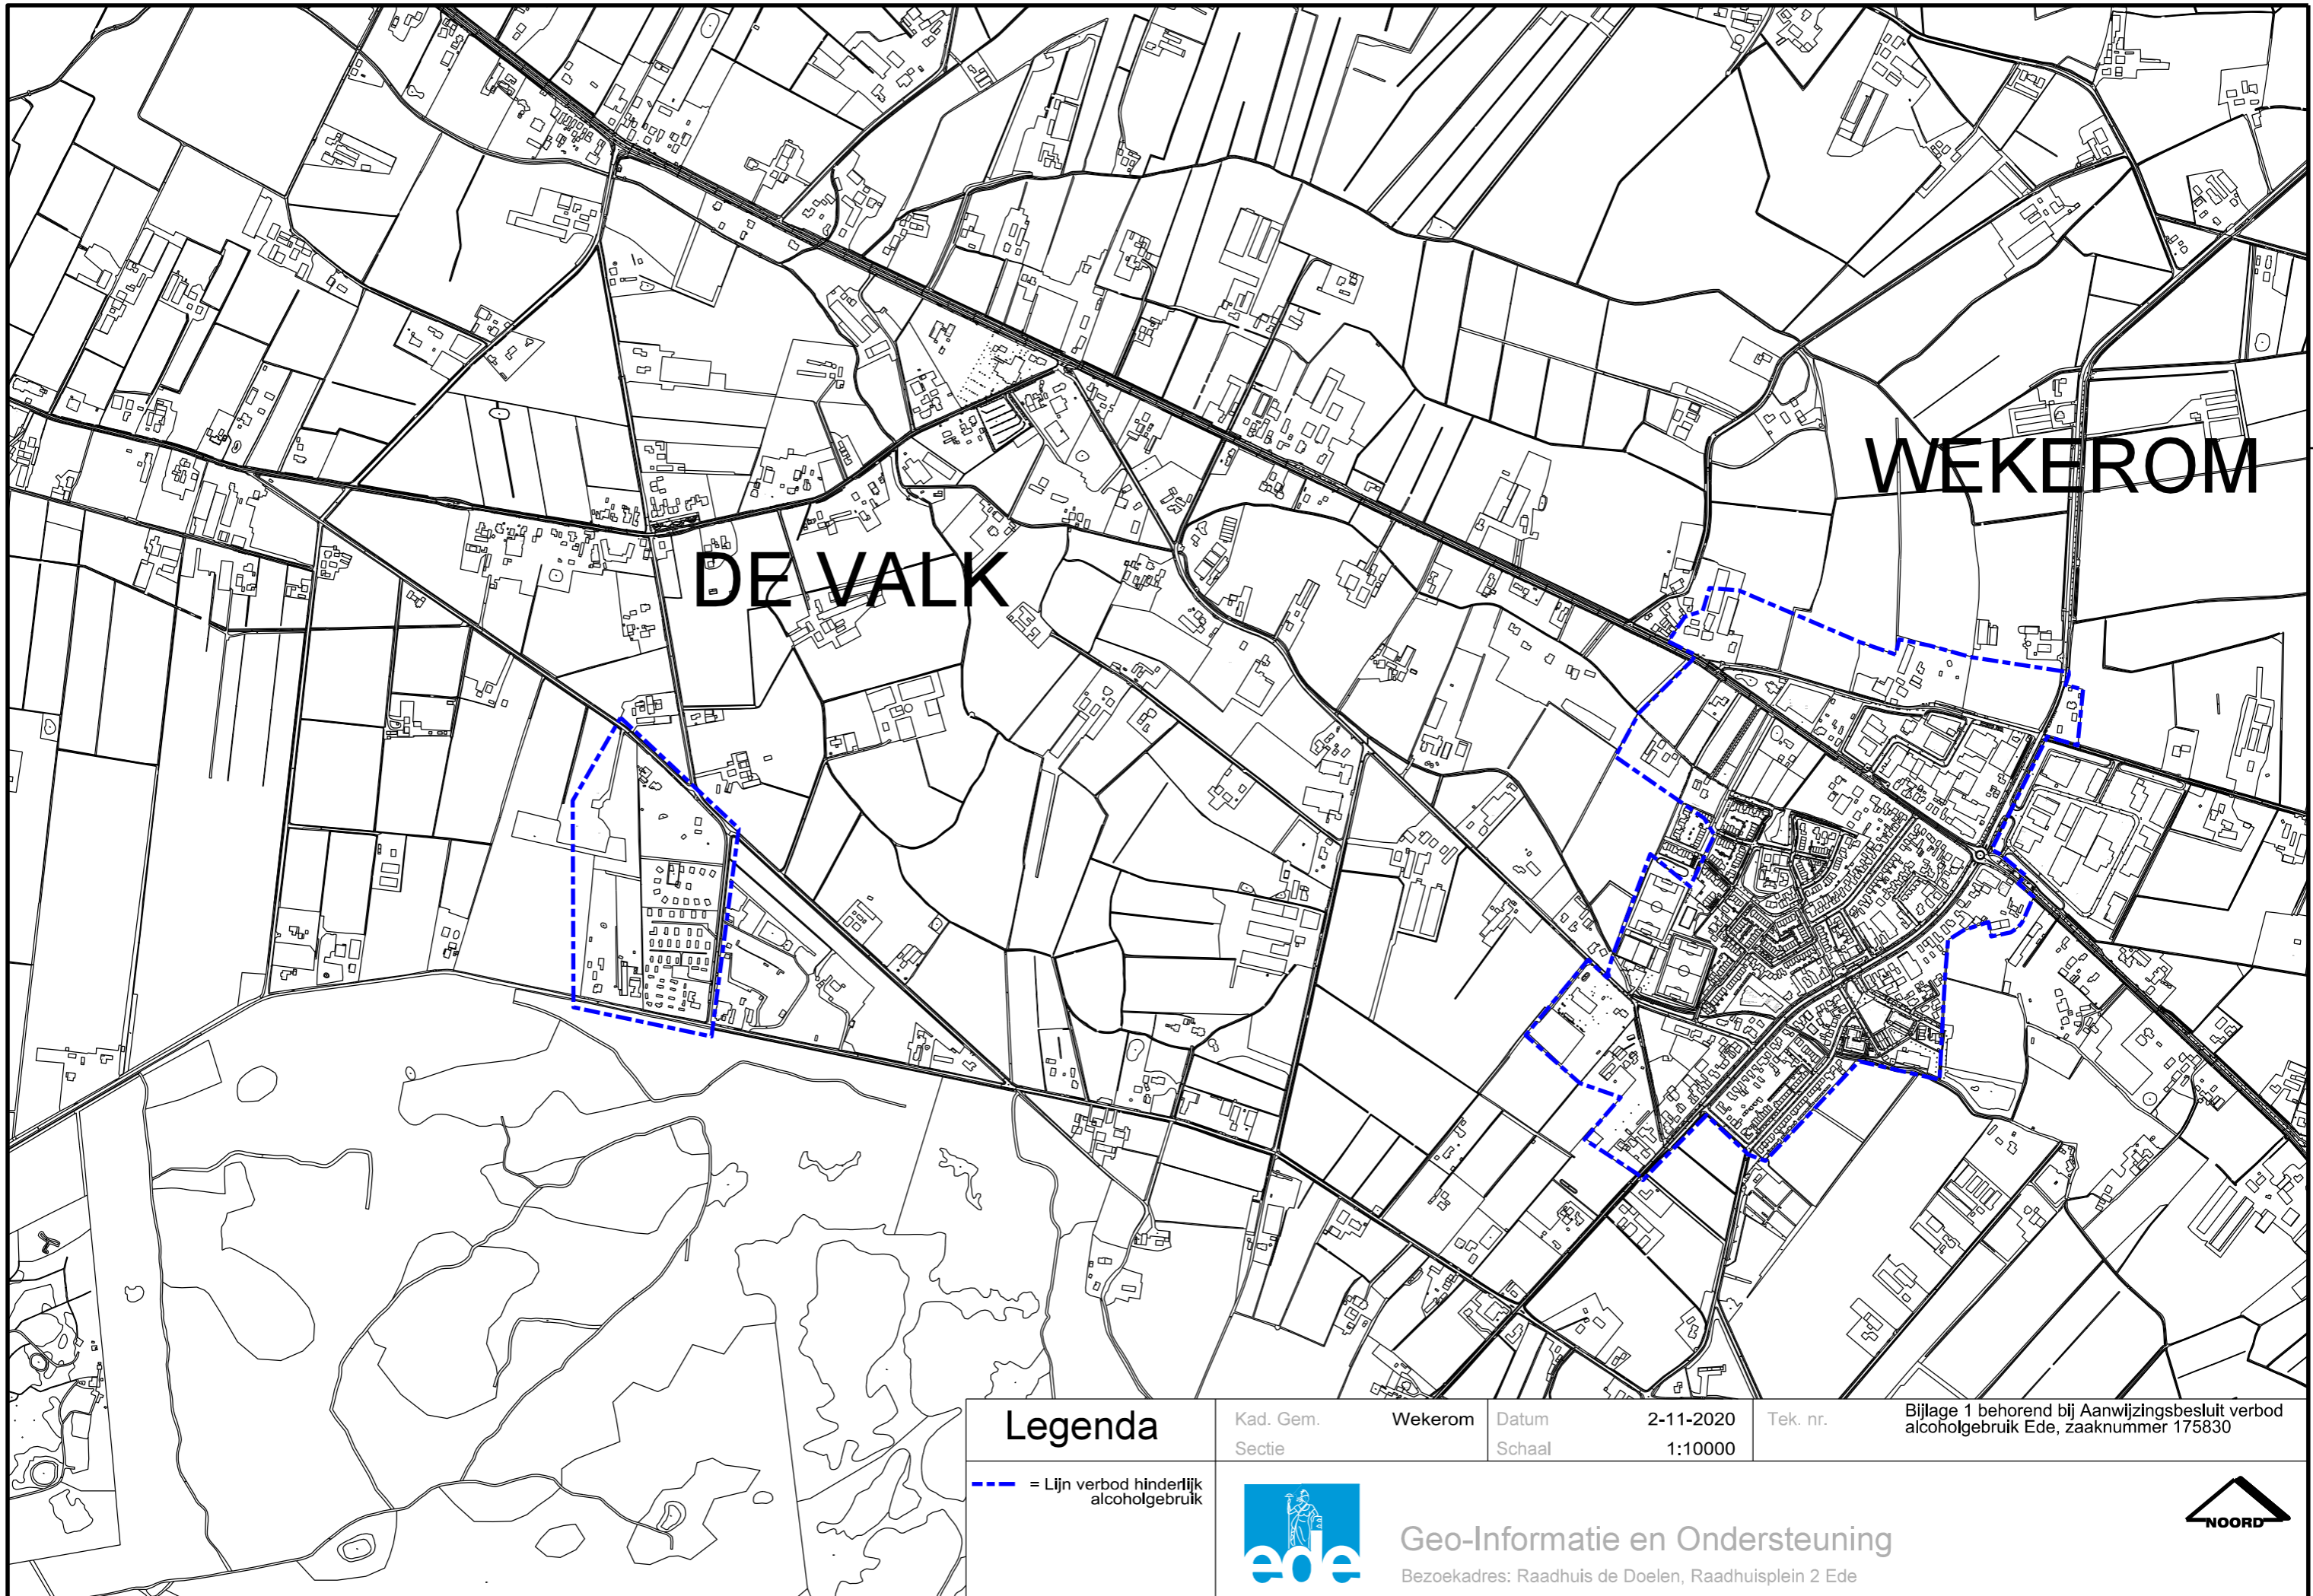 WEKEROM
DE VALK
Legenda
= Lijn verbod hinderlijk
alcoholgebruik
Kad. Gem. Wekerom
Sectie
Datum 2-11-2020
Schaal 1:10000
Tek. nr.
Bijlage 1 behorend bij Aanwijzingsbesluit verbod
alcoholgebruik Ede, zaaknummer 175830
ede
Geo-Informatie en Ondersteuning
Bezoekadres: Raadhuis de Doelen, Raadhuisplein 2 Ede
NOORD